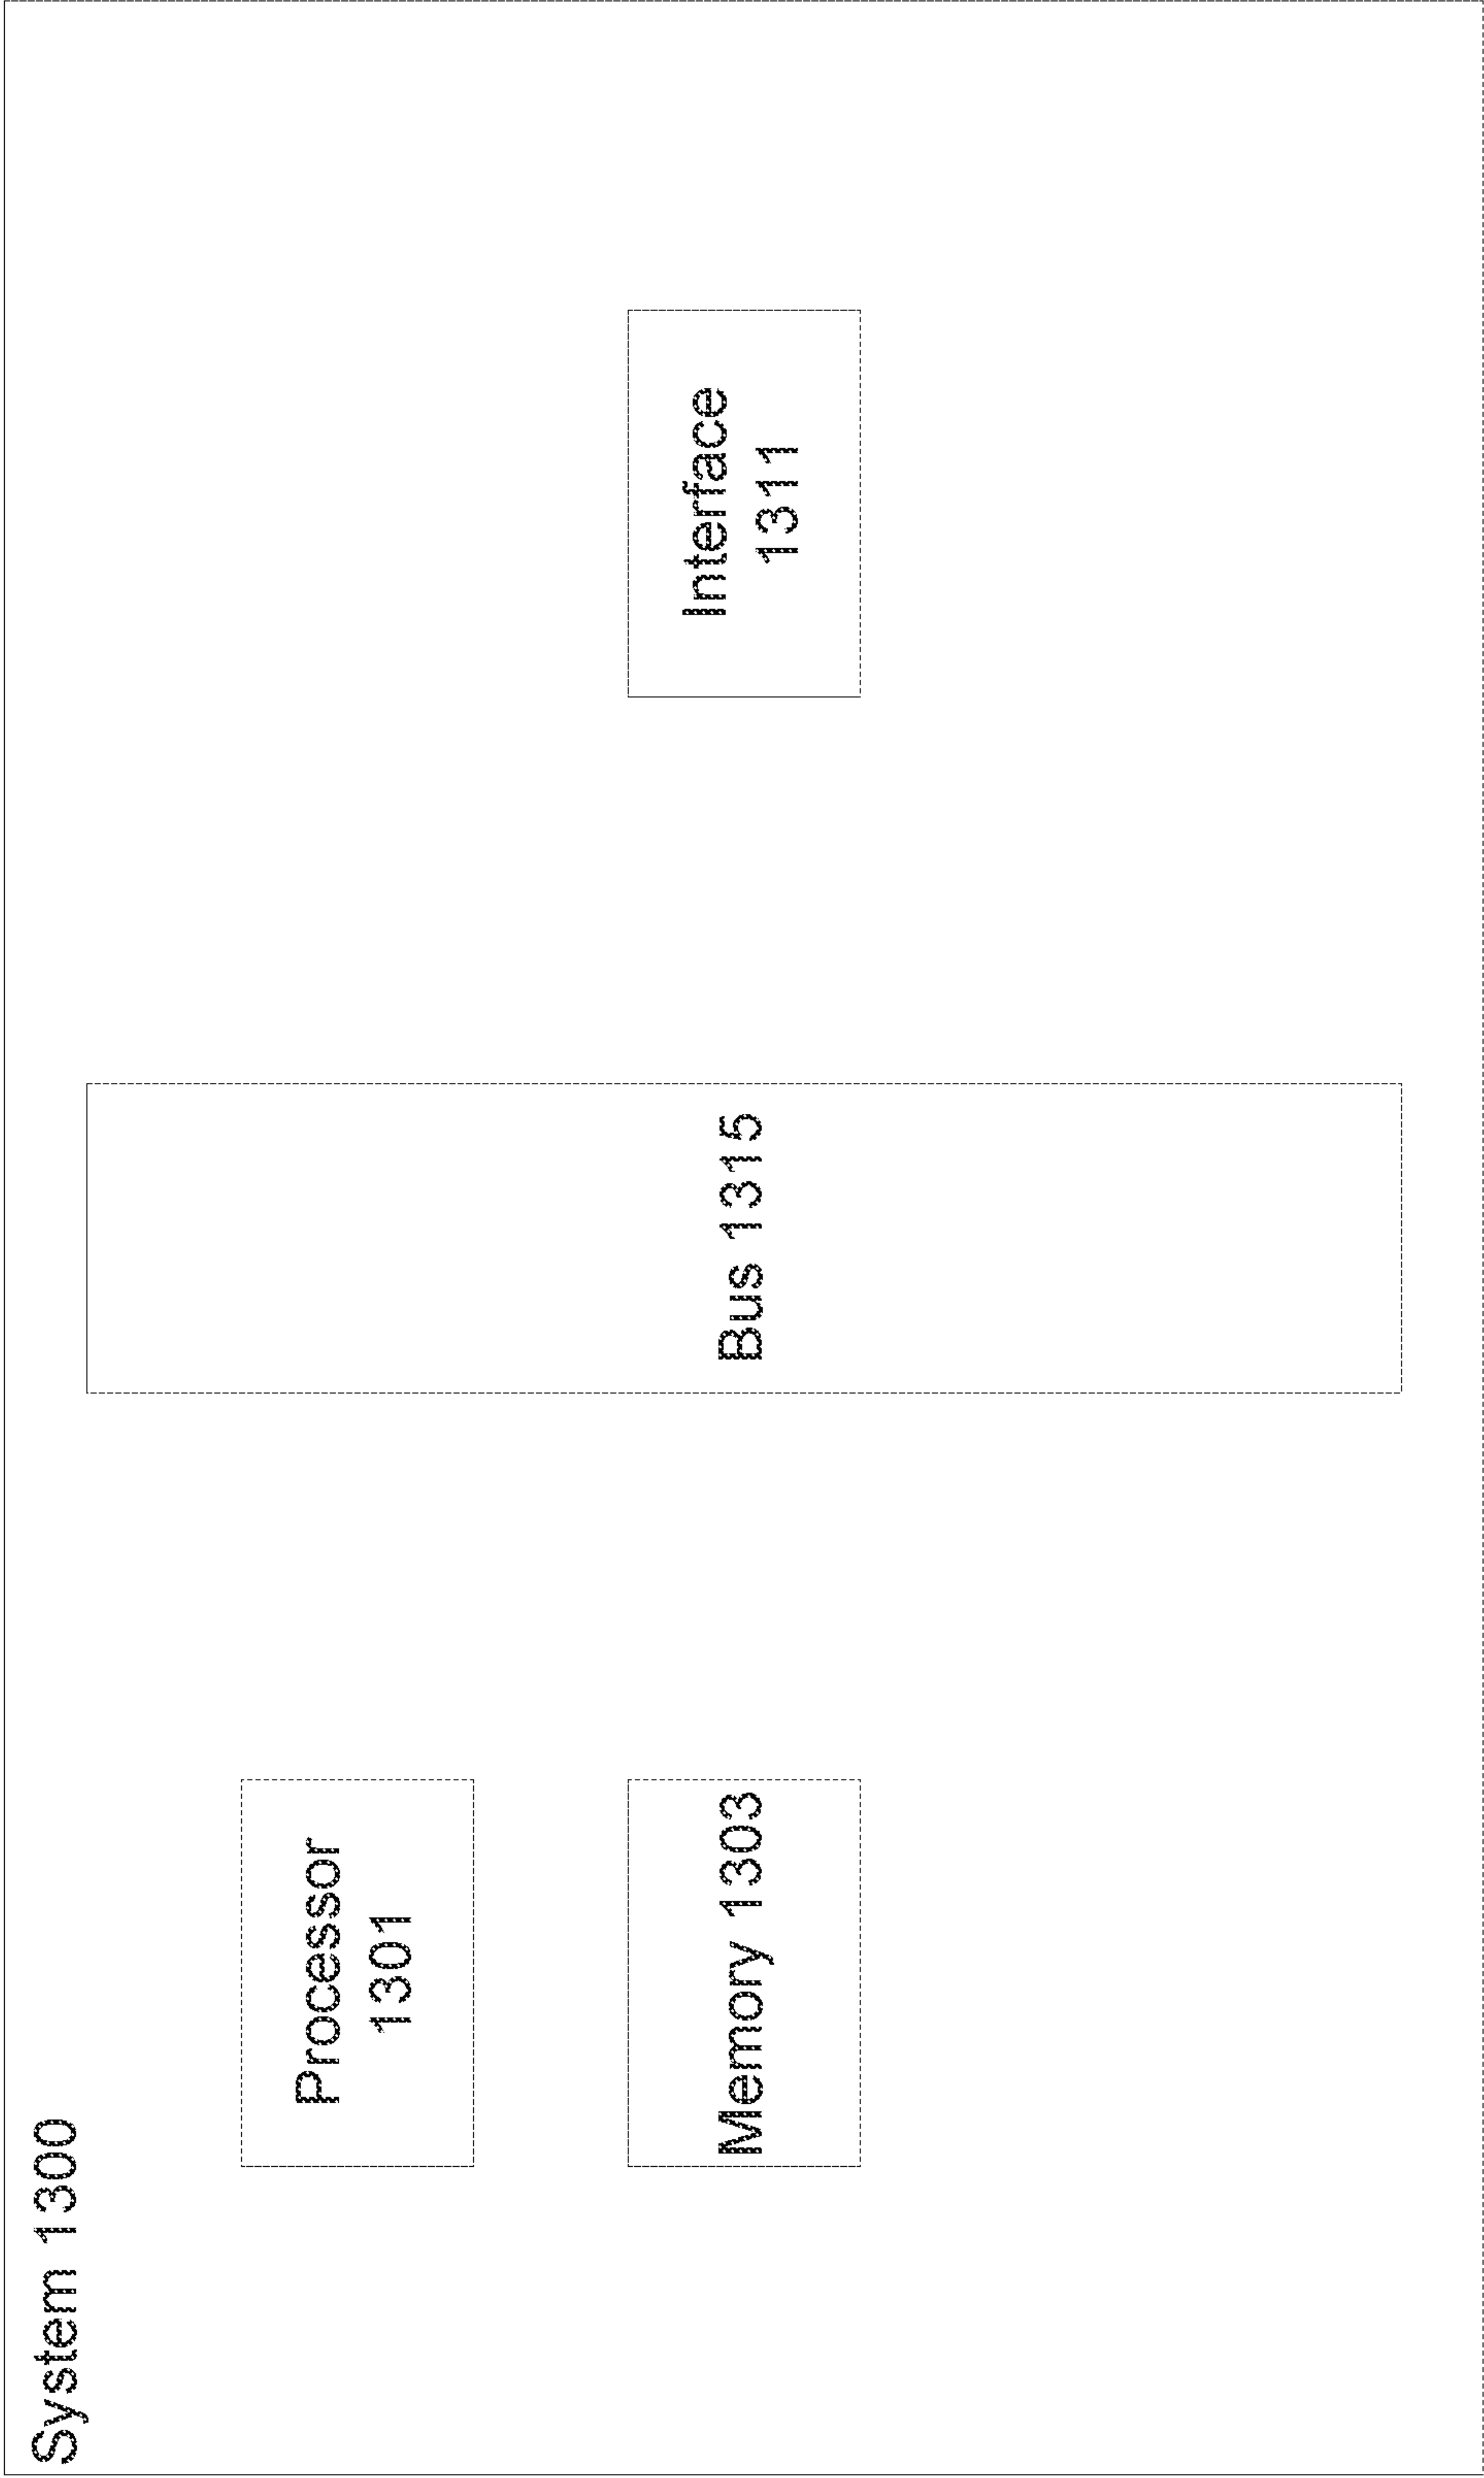 System 1300
Processor
1301
Memory 1303
Bus 1315
Interface
1311